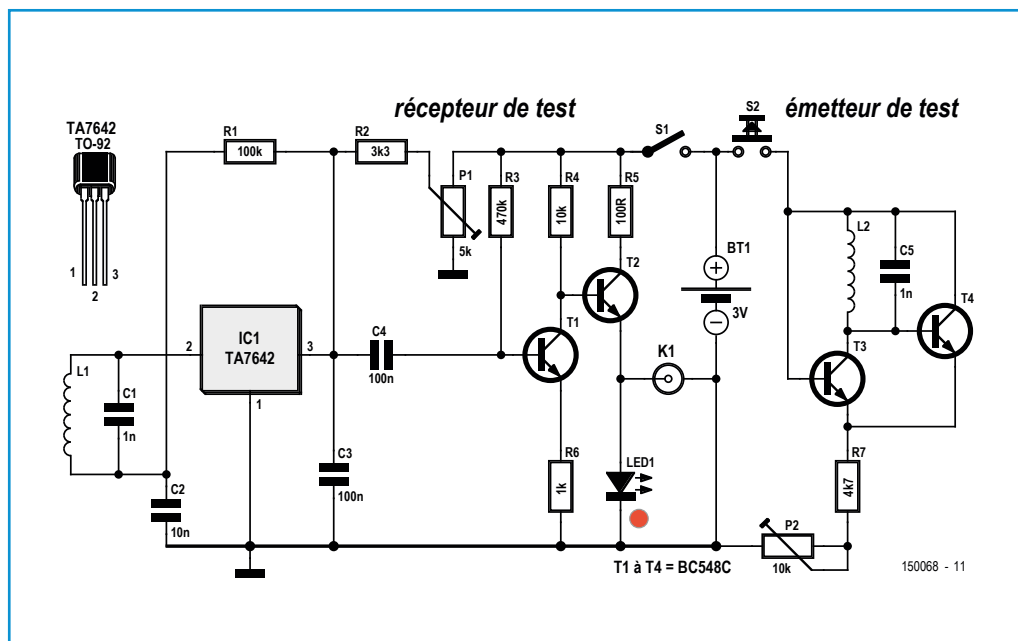 récepteur de test
émetteur de test
TA7642
TO-92
1
2
3
R1
100k
R2
3k3
P1
5k
R3
470k
R4
10k
R5
100R
S1
S2
BT1
3V
L2
C5
1n
T4
T3
T2
T1
IC1
TA7642
2
3
1
C4
100n
K1
L1
C1
1n
C2
10n
C3
100n
R6
1k
LED1
R7
4k7
P2
10k
T1 à T4 = BC548C
150068 - 11